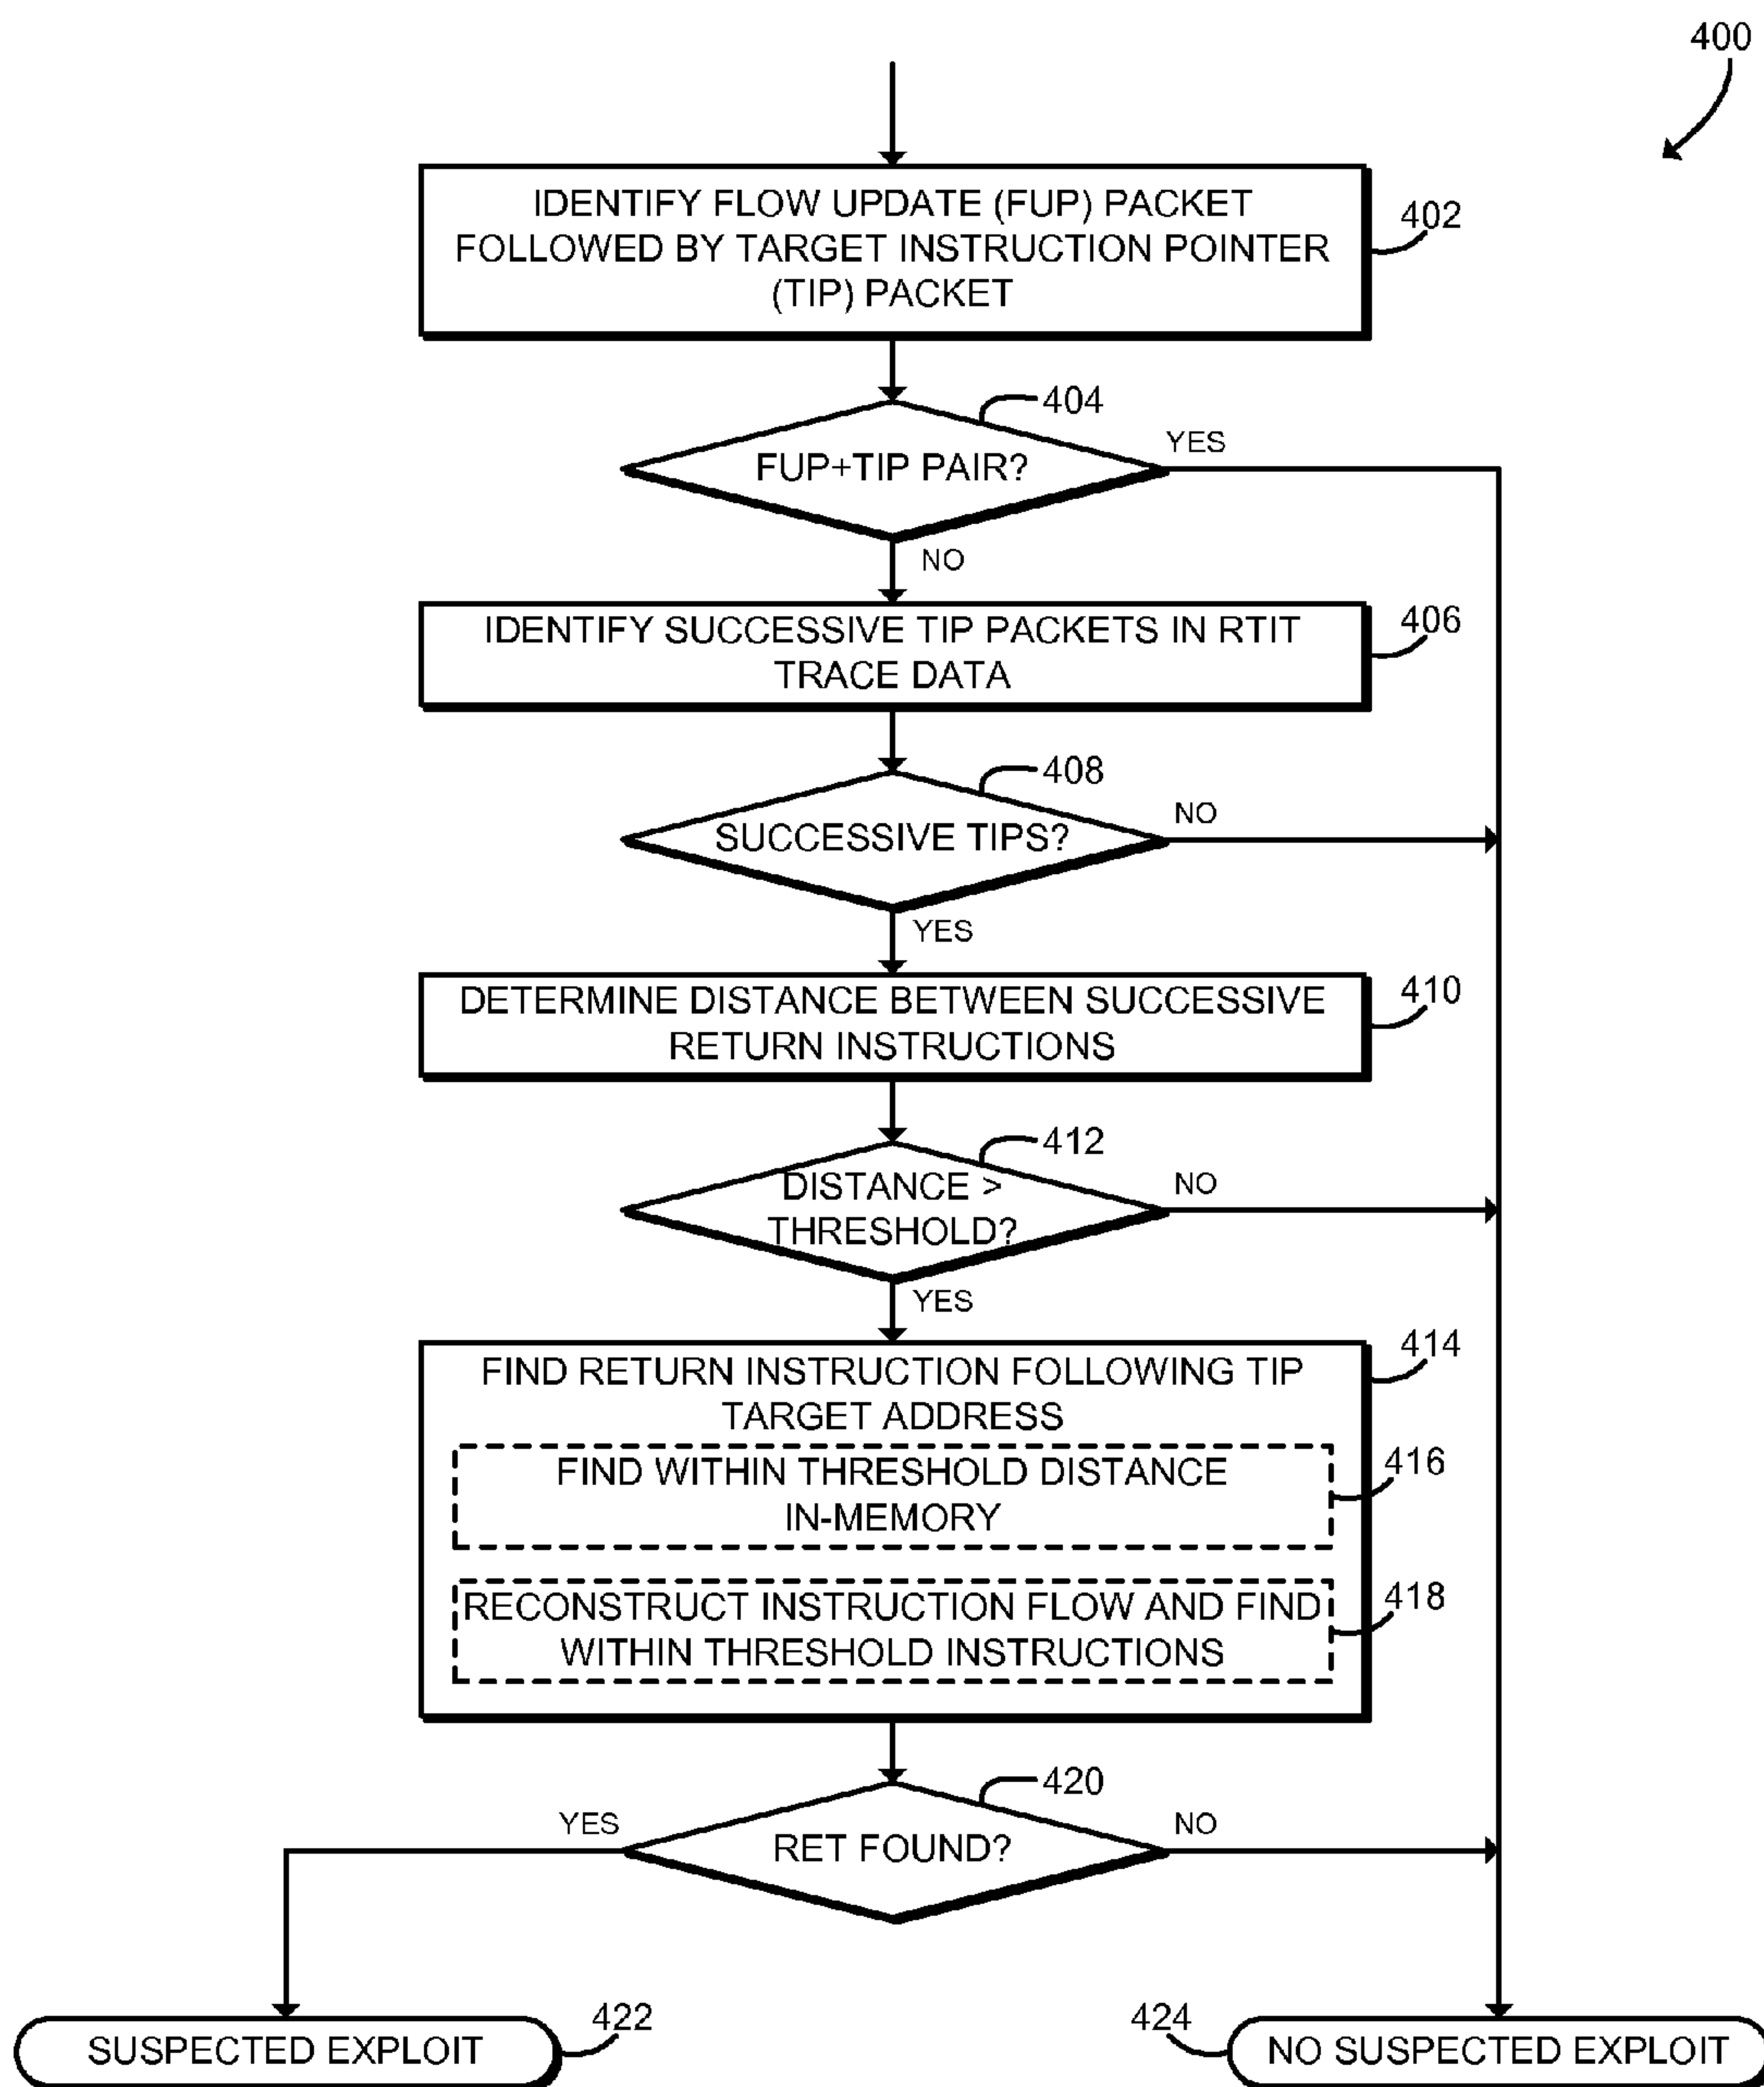 400
IDENTIFY FLOW UPDATE (FUP) PACKET
FOLLOWED BY TARGET INSTRUCTION POINTER
(TIP) PACKET
402
404
FUP+TIP PAIR?
YES
NO
IDENTIFY SUCCESSIVE TIP PACKETS IN RTIT
TRACE DATA
406
408
SUCCESSIVE TIPS?
NO
YES
DETERMINE DISTANCE BETWEEN SUCCESSIVE
RETURN INSTRUCTIONS
410
412
DISTANCE >
THRESHOLD?
NO
YES
FIND RETURN INSTRUCTION FOLLOWING TIP
TARGET ADDRESS
414
FIND WITHIN THRESHOLD DISTANCE
IN-MEMORY
416
RECONSTRUCT INSTRUCTION FLOW AND FIND
WITHIN THRESHOLD INSTRUCTIONS
418
420
RET FOUND?
YES
NO
SUSPECTED EXPLOIT
422
424
NO SUSPECTED EXPLOIT